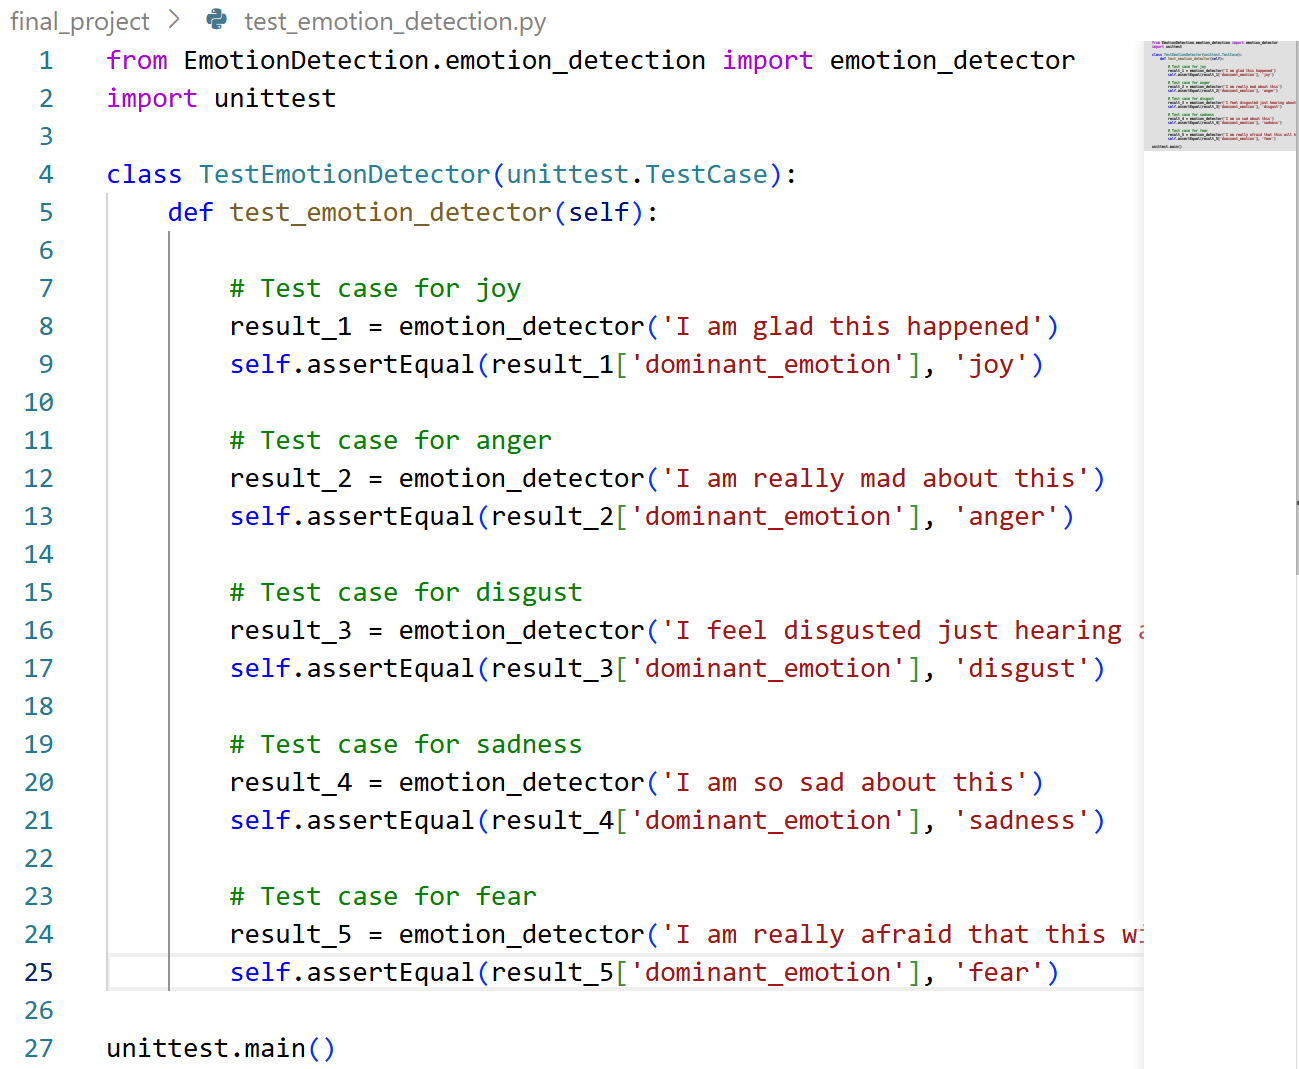 final_project > test_emotion_detection.py
1 from EmotionDetection.emotion_detection import emotion_detector
2 import unittest
3
4 class TestEmotionDetector(unittest.TestCase):
5     def test_emotion_detector(self):
6
7         # Test case for joy
8         result_1 = emotion_detector('I am glad this happened')
9         self.assertEqual(result_1['dominant_emotion'], 'joy')
10
11         # Test case for anger
12         result_2 = emotion_detector('I am really mad about this')
13         self.assertEqual(result_2['dominant_emotion'], 'anger')
14
15         # Test case for disgust
16         result_3 = emotion_detector('I feel disgusted just hearing
17         self.assertEqual(result_3['dominant_emotion'], 'disgust')
18
19         # Test case for sadness
20         result_4 = emotion_detector('I am so sad about this')
21         self.assertEqual(result_4['dominant_emotion'], 'sadness')
22
23         # Test case for fear
24         result_5 = emotion_detector('I am really afraid that this
25         self.assertEqual(result_5['dominant_emotion'], 'fear')
26
27 unittest.main()